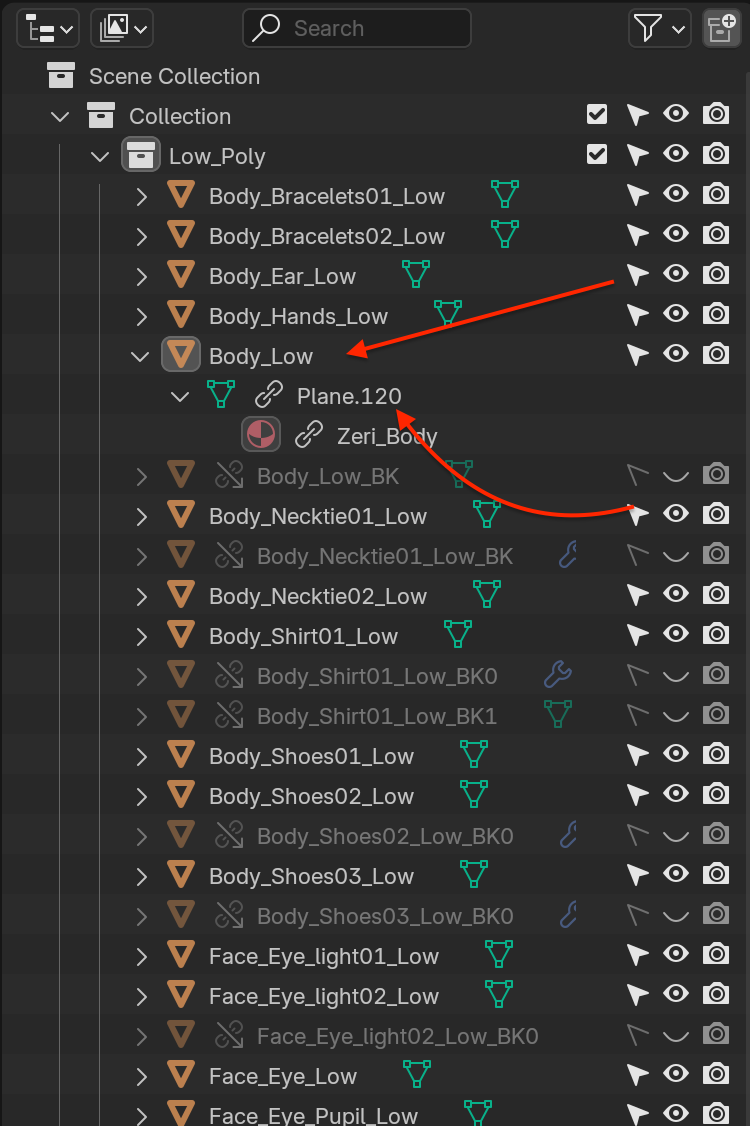 Search
Scene Collection
Collection
Low_Poly
Body_Bracelets01_Low
Body_Bracelets02_Low
Body_Ear_Low
Body_Hands_Low
Body_Low
Plane.120
Zeri_Body
Body_Low_BK
Body_Necktie01_Low
Body_Necktie01_Low_BK
Body_Necktie02_Low
Body_Shirt01_Low
Body_Shirt01_Low_BK0
Body_Shirt01_Low_BK1
Body_Shoes01_Low
Body_Shoes02_Low
Body_Shoes02_Low_BK0
Body_Shoes03_Low
Body_Shoes03_Low_BK0
Face_Eye_light01_Low
Face_Eye_light02_Low
Face_Eye_light02_Low_BK0
Face_Eye_Low
Face_Eye_Pupil_Low